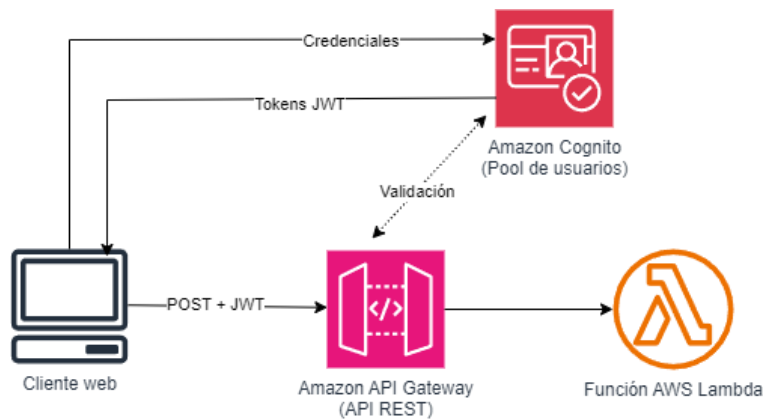 Credenciales
Tokens JWT
Amazon Cognito
(Pool de usuarios)
Validación
</>
POST + JWT
Cliente web
Amazon API Gateway
(API REST)
Función AWS Lambda